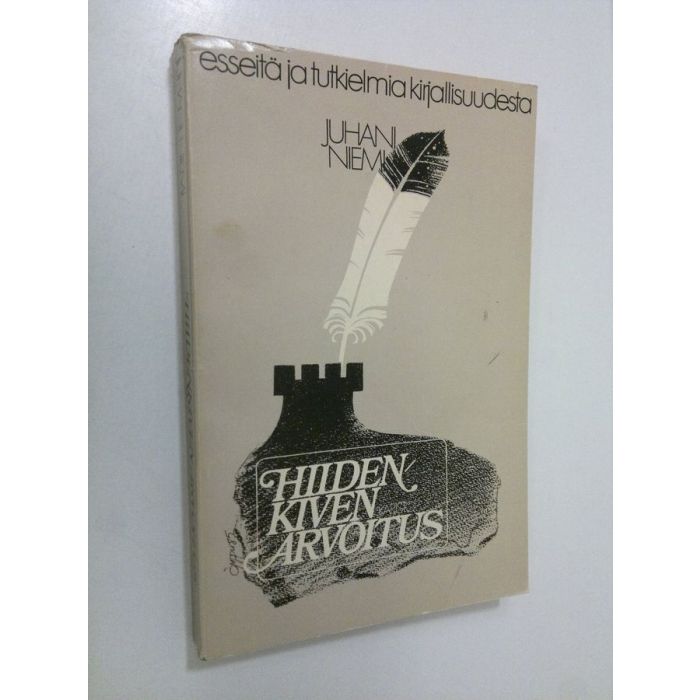 esseitä ja tutkielmia kirjallisuudesta
JUHANI
NIEMI
HIIDEN
KIVEN
ARVOITUS